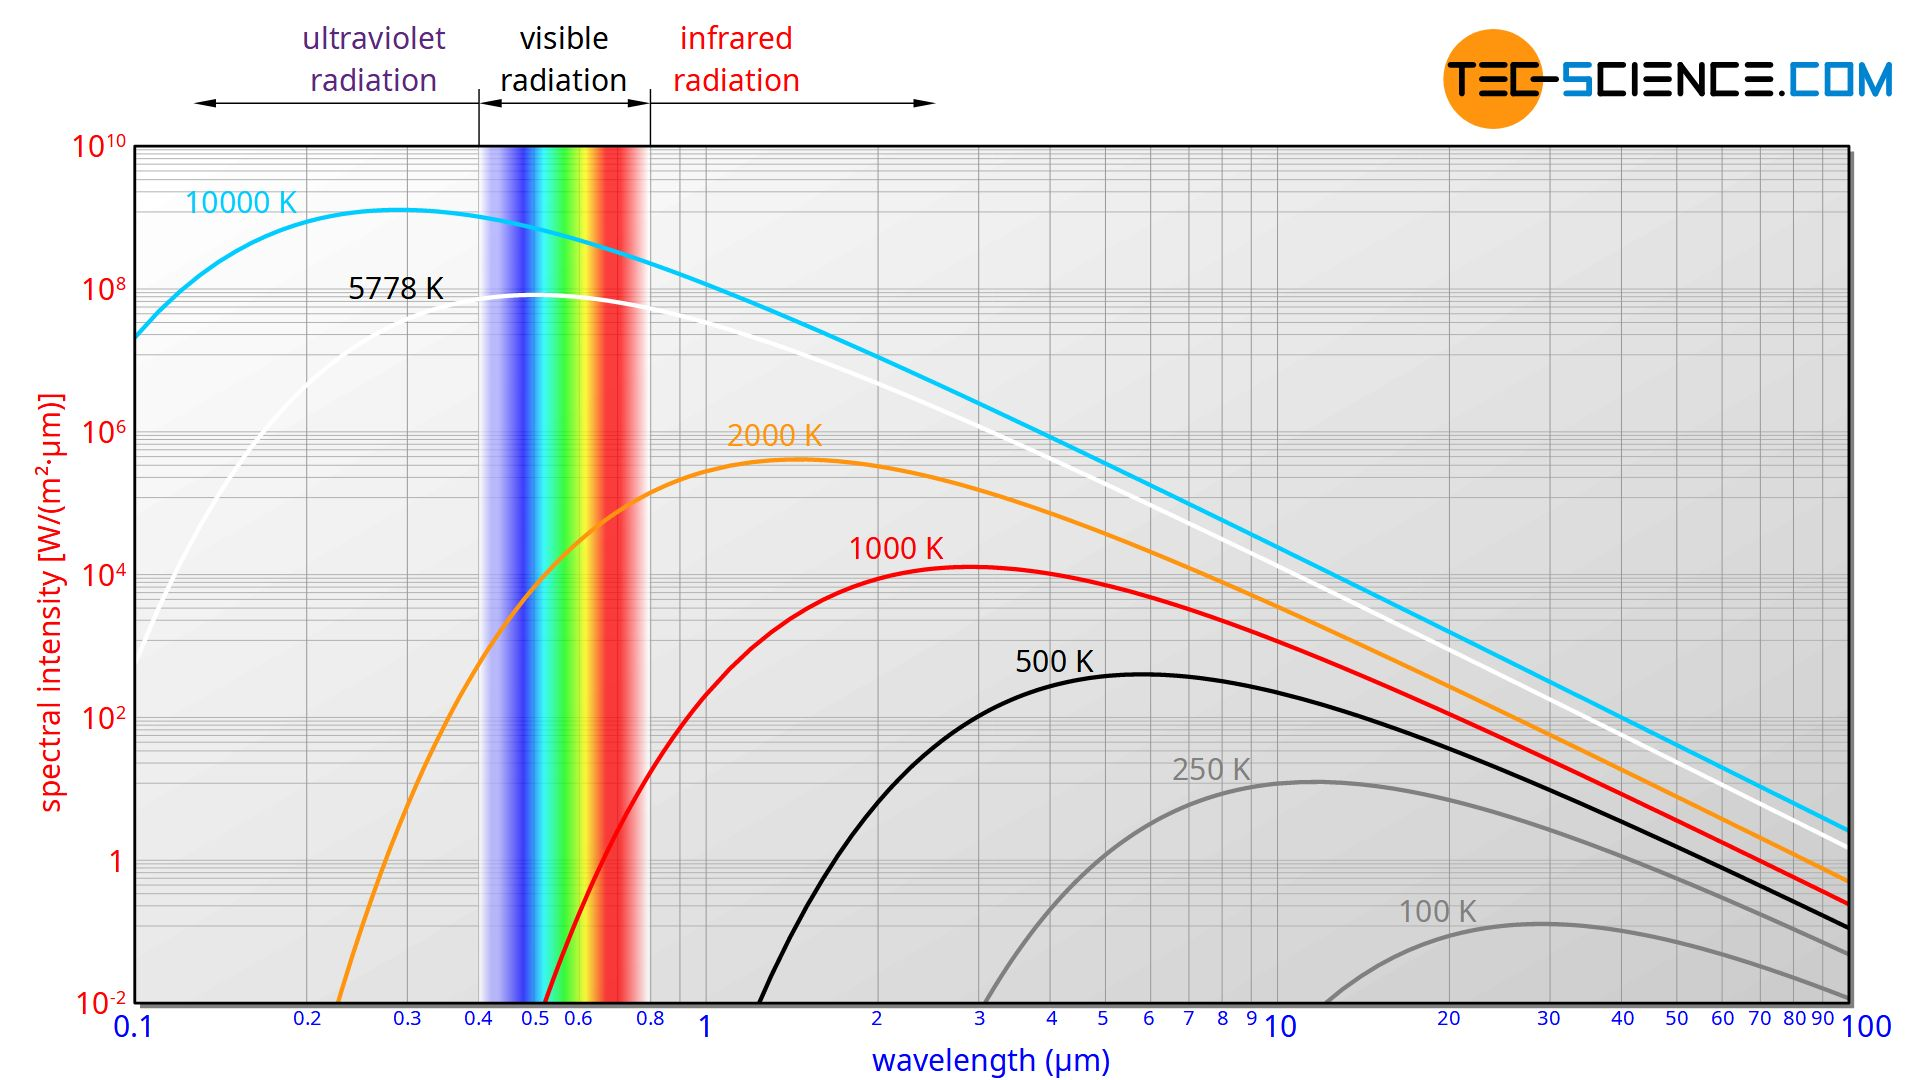 ultraviolet
radiation
visible
radiation
infrared
radiation
TEC-SCIENCE.COM
10¹⁰
10⁸
10⁶
10⁴
10²
1
10⁻²
spectral intensity [W/(m²·µm)]
10000 K
5778 K
2000 K
1000 K
500 K
250 K
100 K
0.1 0.2 0.3 0.4 0.5 0.6 0.8 1 2 3 4 5 6 7 8 9 10 20 30 40 50 60 70 80 90 100
wavelength (µm)